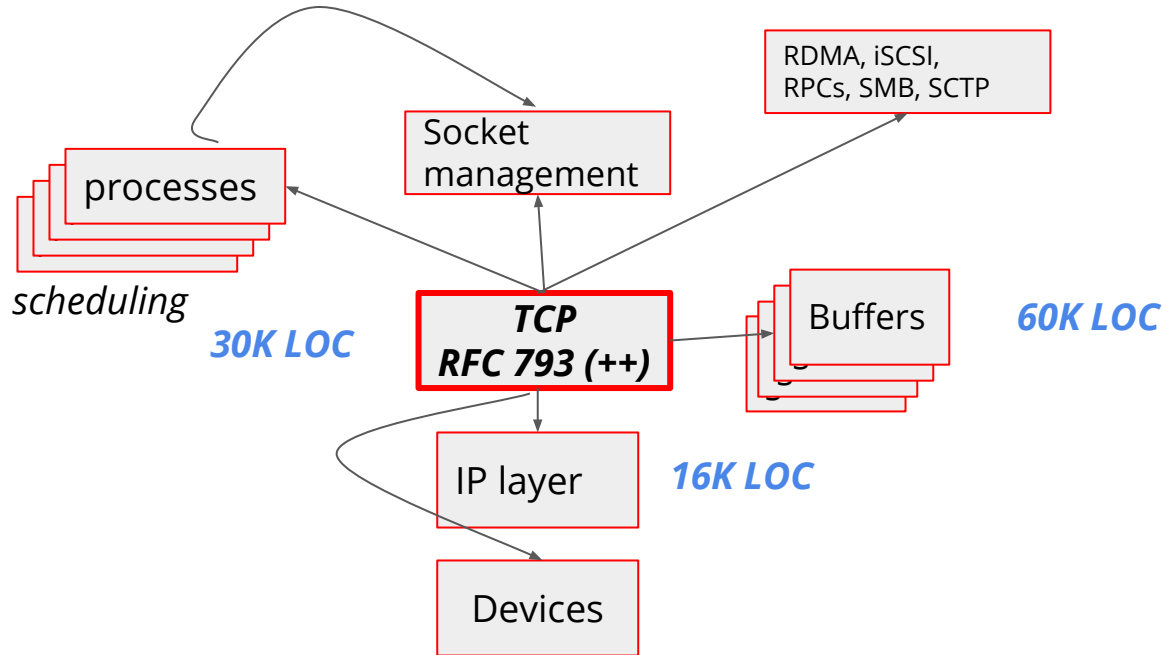 RDMA, iSCSI,
RPCs, SMB, SCTP
Socket
management
processes
scheduling
30K LOC
TCP
RFC 793 (++)
Buffers
60K LOC
IP layer
16K LOC
Devices